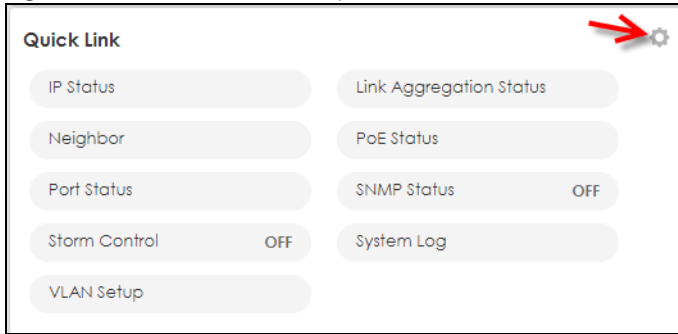 Quick Link
IP Status
Link Aggregation Status
Neighbor
PoE Status
Port Status
SNMP Status OFF
Storm Control OFF
System Log
VLAN Setup